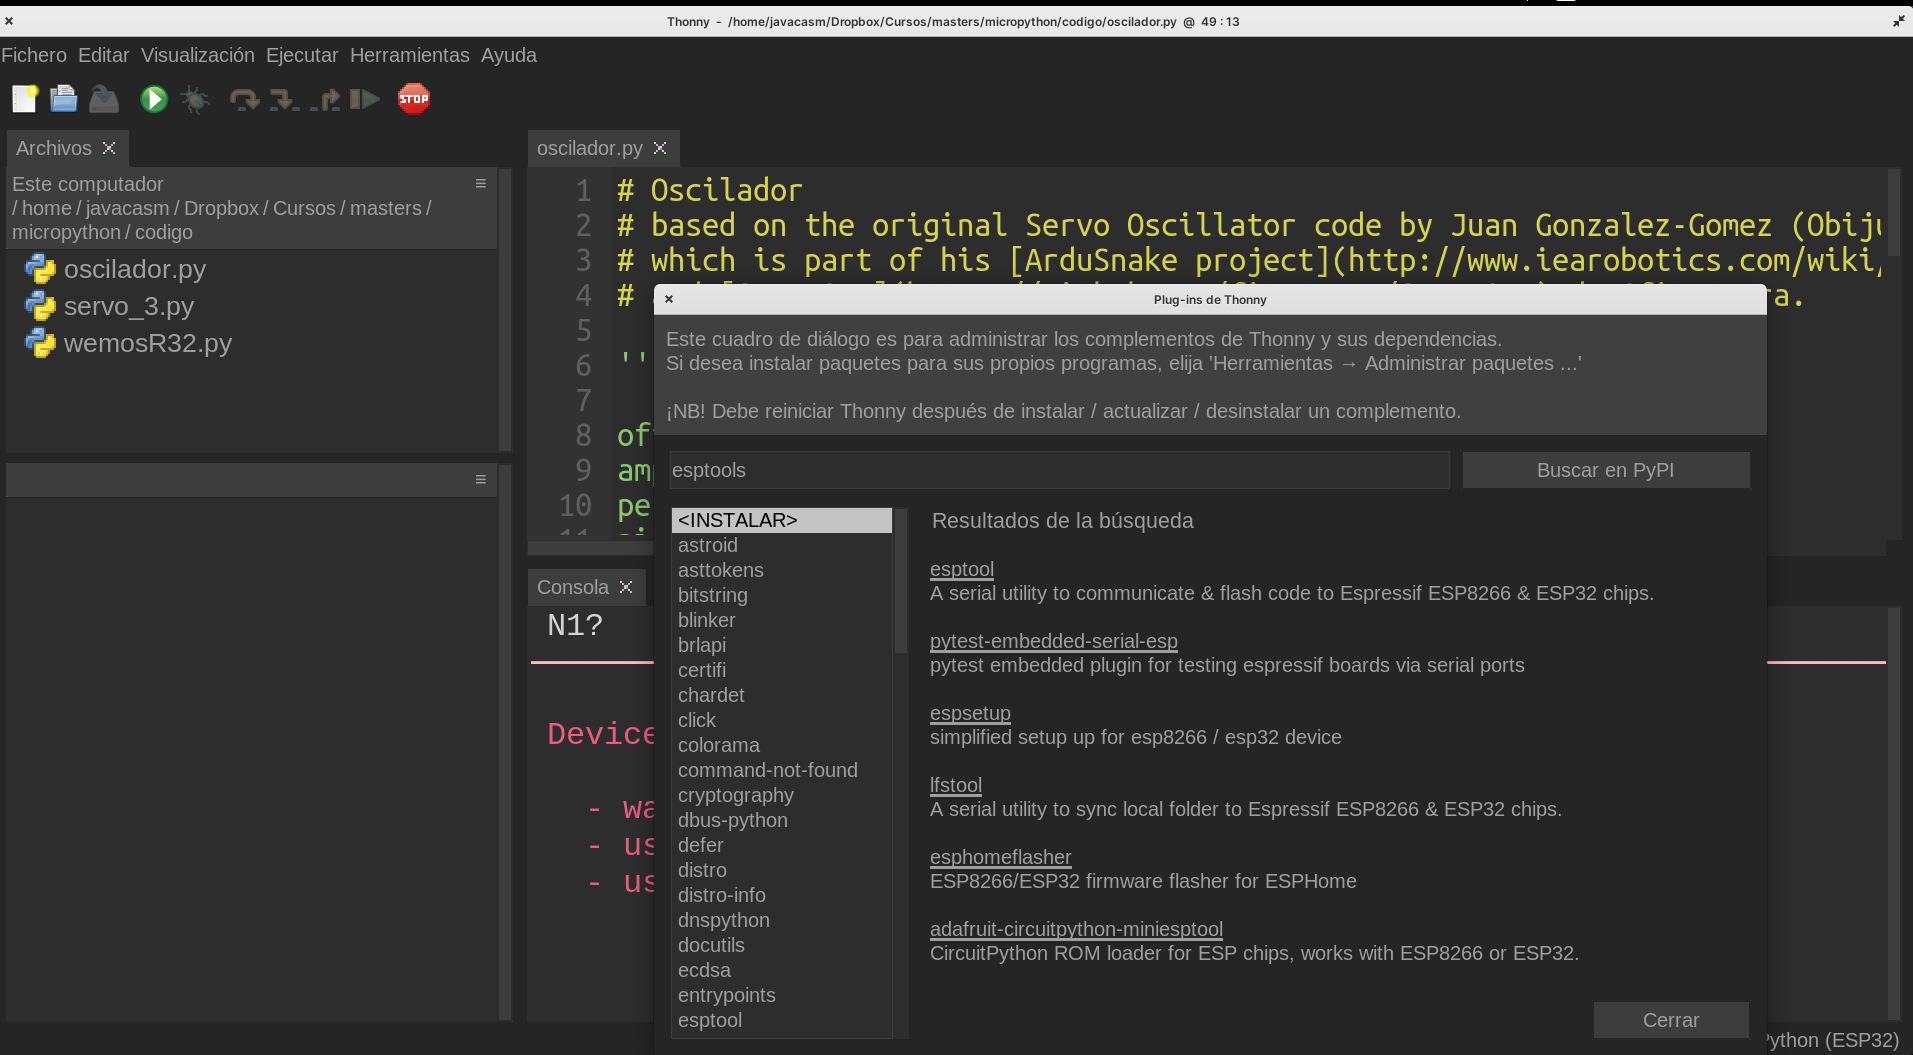 Thonny - /home/javacasm/Dropbox/Cursos/masters/micropython/codigo/oscilador.py @ 49 : 13
Fichero Editar Visualización Ejecutar Herramientas Ayuda
STOP
Archivos
Este computador
/ home / javacasm / Dropbox / Cursos / masters /
micropython / codigo
oscilador.py
servo_3.py
wemosR32.py
oscilador.py
1 # Oscilador
2 # based on the original Servo Oscillator code by Juan Gonzalez-Gomez (Obiju
3 # which is part of his [ArduSnake project](http://www.iearobotics.com/wiki/
4 #
5
6 ''
7
8 of
9 am
10 pe
11
Plug-ins de Thonny
Este cuadro de diálogo es para administrar los complementos de Thonny y sus dependencias.
Si desea instalar paquetes para sus propios programas, elija 'Herramientas → Administrar paquetes ...'
¡NB! Debe reiniciar Thonny después de instalar / actualizar / desinstalar un complemento.
esptools
Buscar en PyPI
<INSTALAR>
astroid
asttokens
bitstring
blinker
brlapi
certifi
chardet
click
colorama
command-not-found
cryptography
dbus-python
defer
distro
distro-info
dnspython
docutils
ecdsa
entrypoints
esptool
Resultados de la búsqueda
esptool
A serial utility to communicate & flash code to Espressif ESP8266 & ESP32 chips.
pytest-embedded-serial-esp
pytest embedded plugin for testing espressif boards via serial ports
espsetup
simplified setup up for esp8266 / esp32 device
lfstool
A serial utility to sync local folder to Espressif ESP8266 & ESP32 chips.
esphomeflasher
ESP8266/ESP32 firmware flasher for ESPHome
adafruit-circuitpython-miniesptool
CircuitPython ROM loader for ESP chips, works with ESP8266 or ESP32.
Cerrar
Consola
N1?
Device
- wa
- us
- us
Python (ESP32)